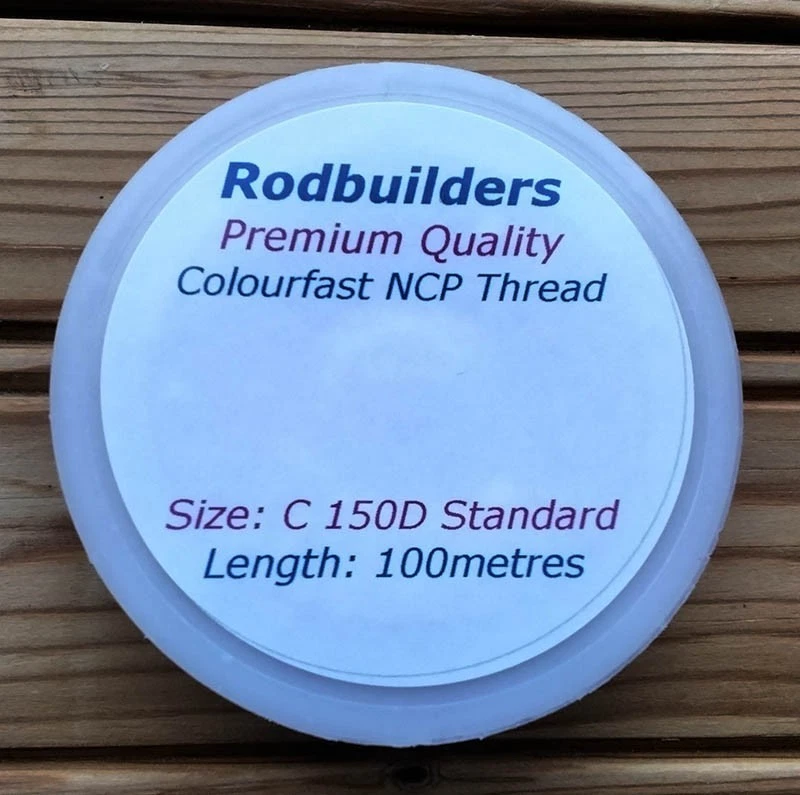 Rodbuilders
Premium Quality
Colourfast NCP Thread
Size: C 150D Standard
Length: 100metres